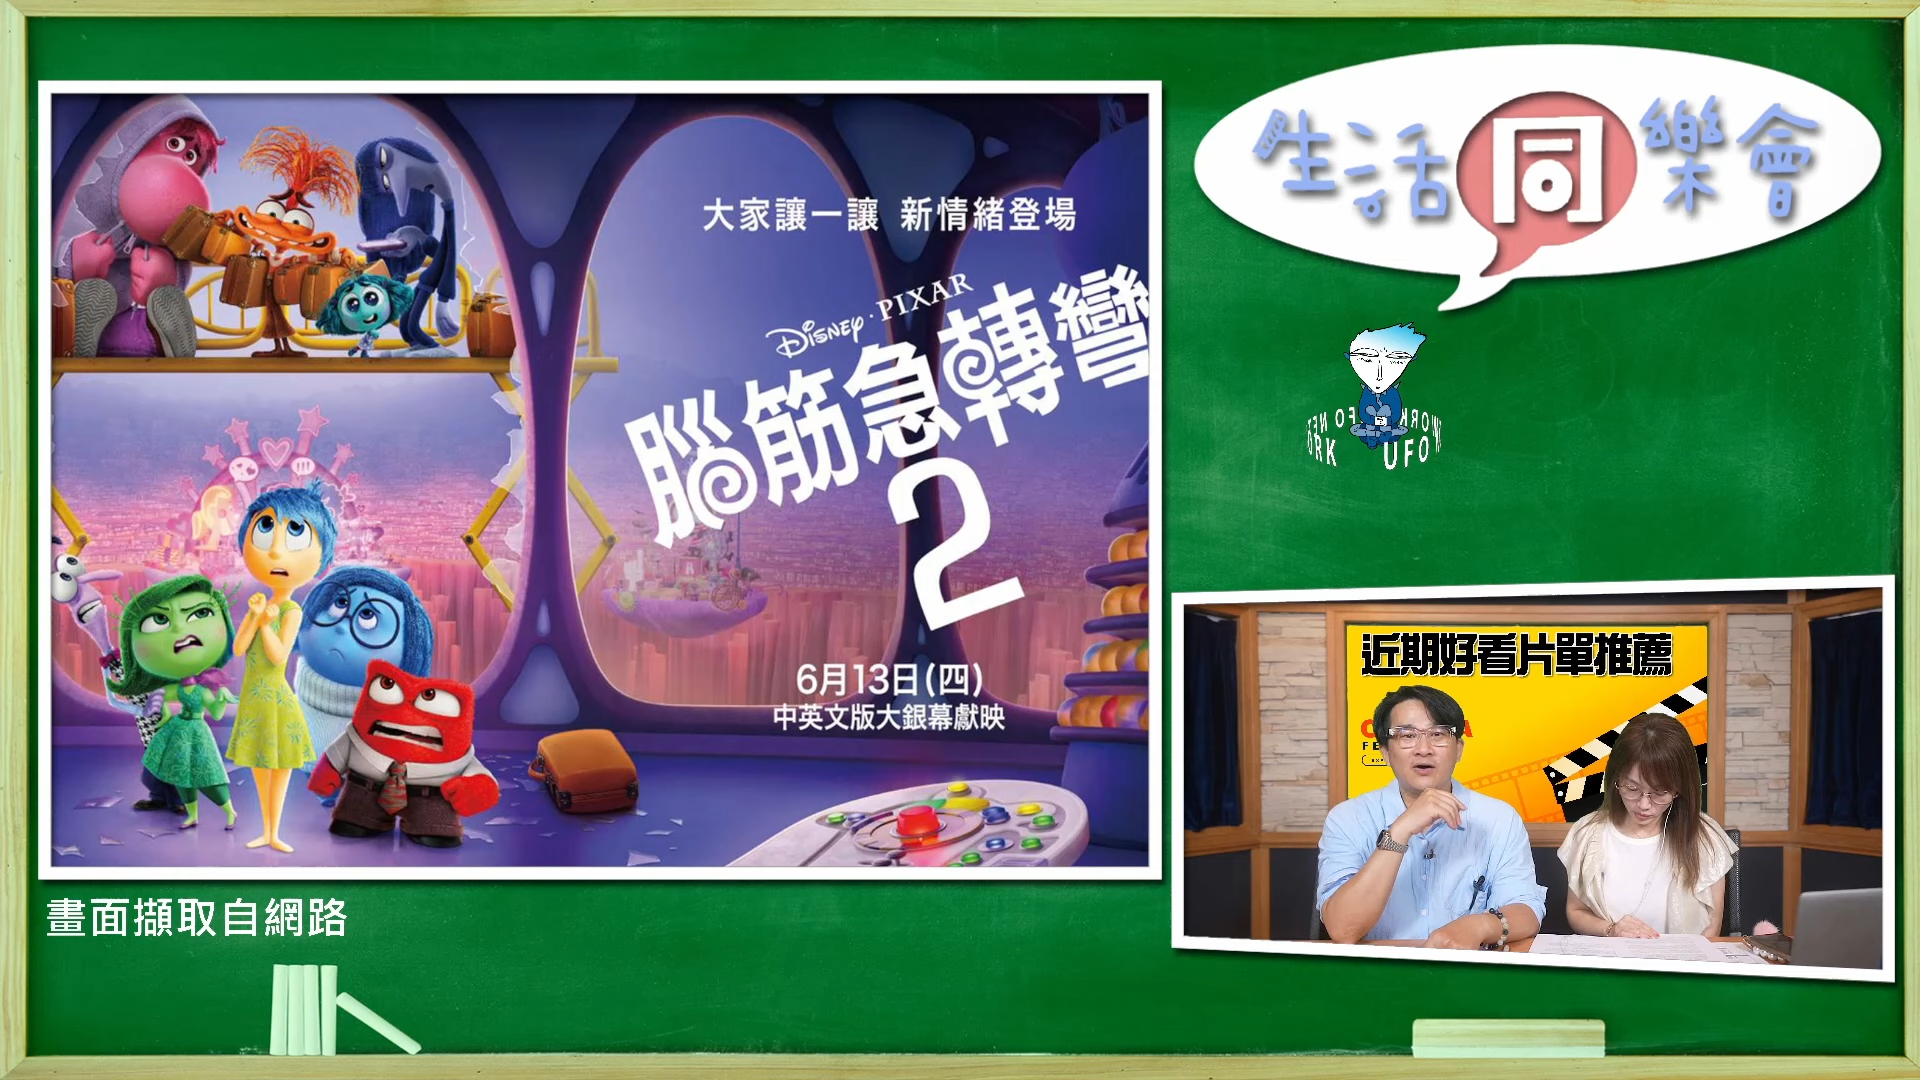 生活同樂會
大家讓一讓 新情緒登場
DISNEY·PIXAR
腦筋急轉彎
2
6月13日(四)
中英文版大銀幕獻映
UFO
近期好看片單推薦
畫面擷取自網路